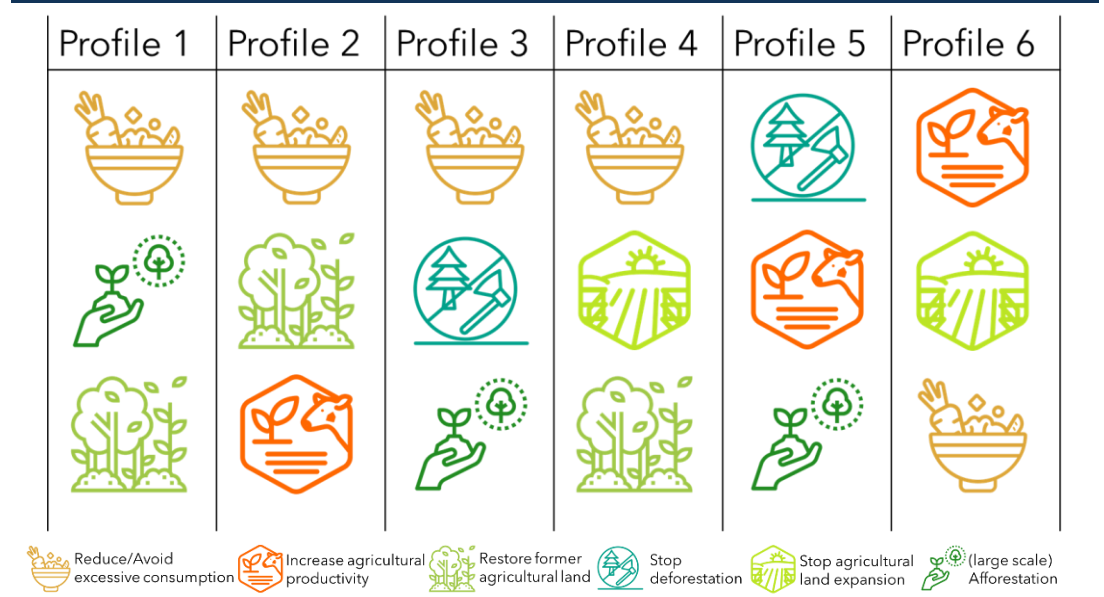 Profile 1 Profile 2 Profile 3 Profile 4 Profile 5 Profile 6
Reduce/Avoid
excessive consumption
Increase agricultural
productivity
Restore former
agricultural land
Stop
deforestation
Stop agricultural
land expansion
(large scale)
Afforestation